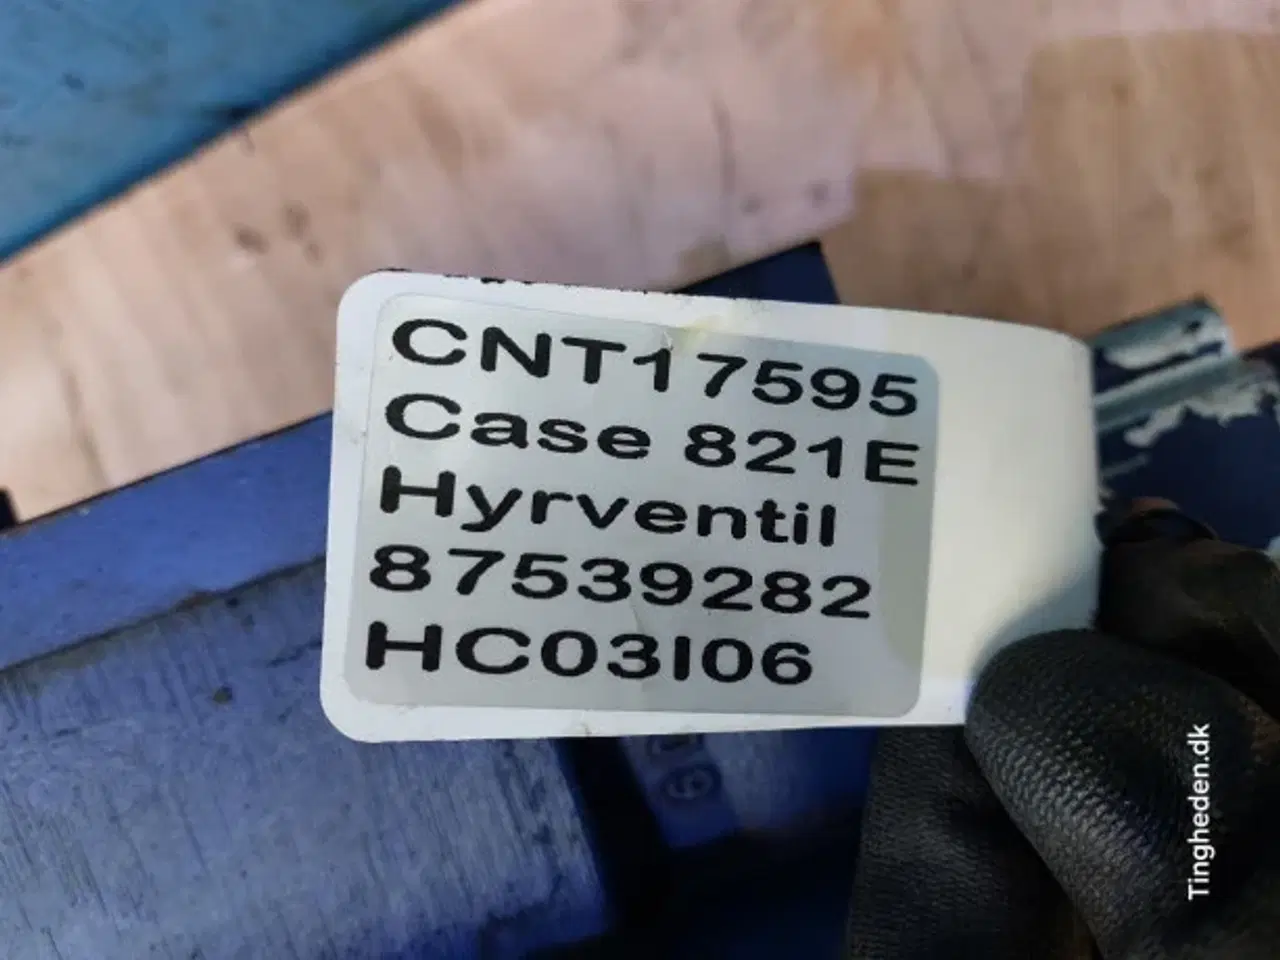 CNT17595
Case 821E
Hyrventil
87539282
HC03I06
Tingheden.dk